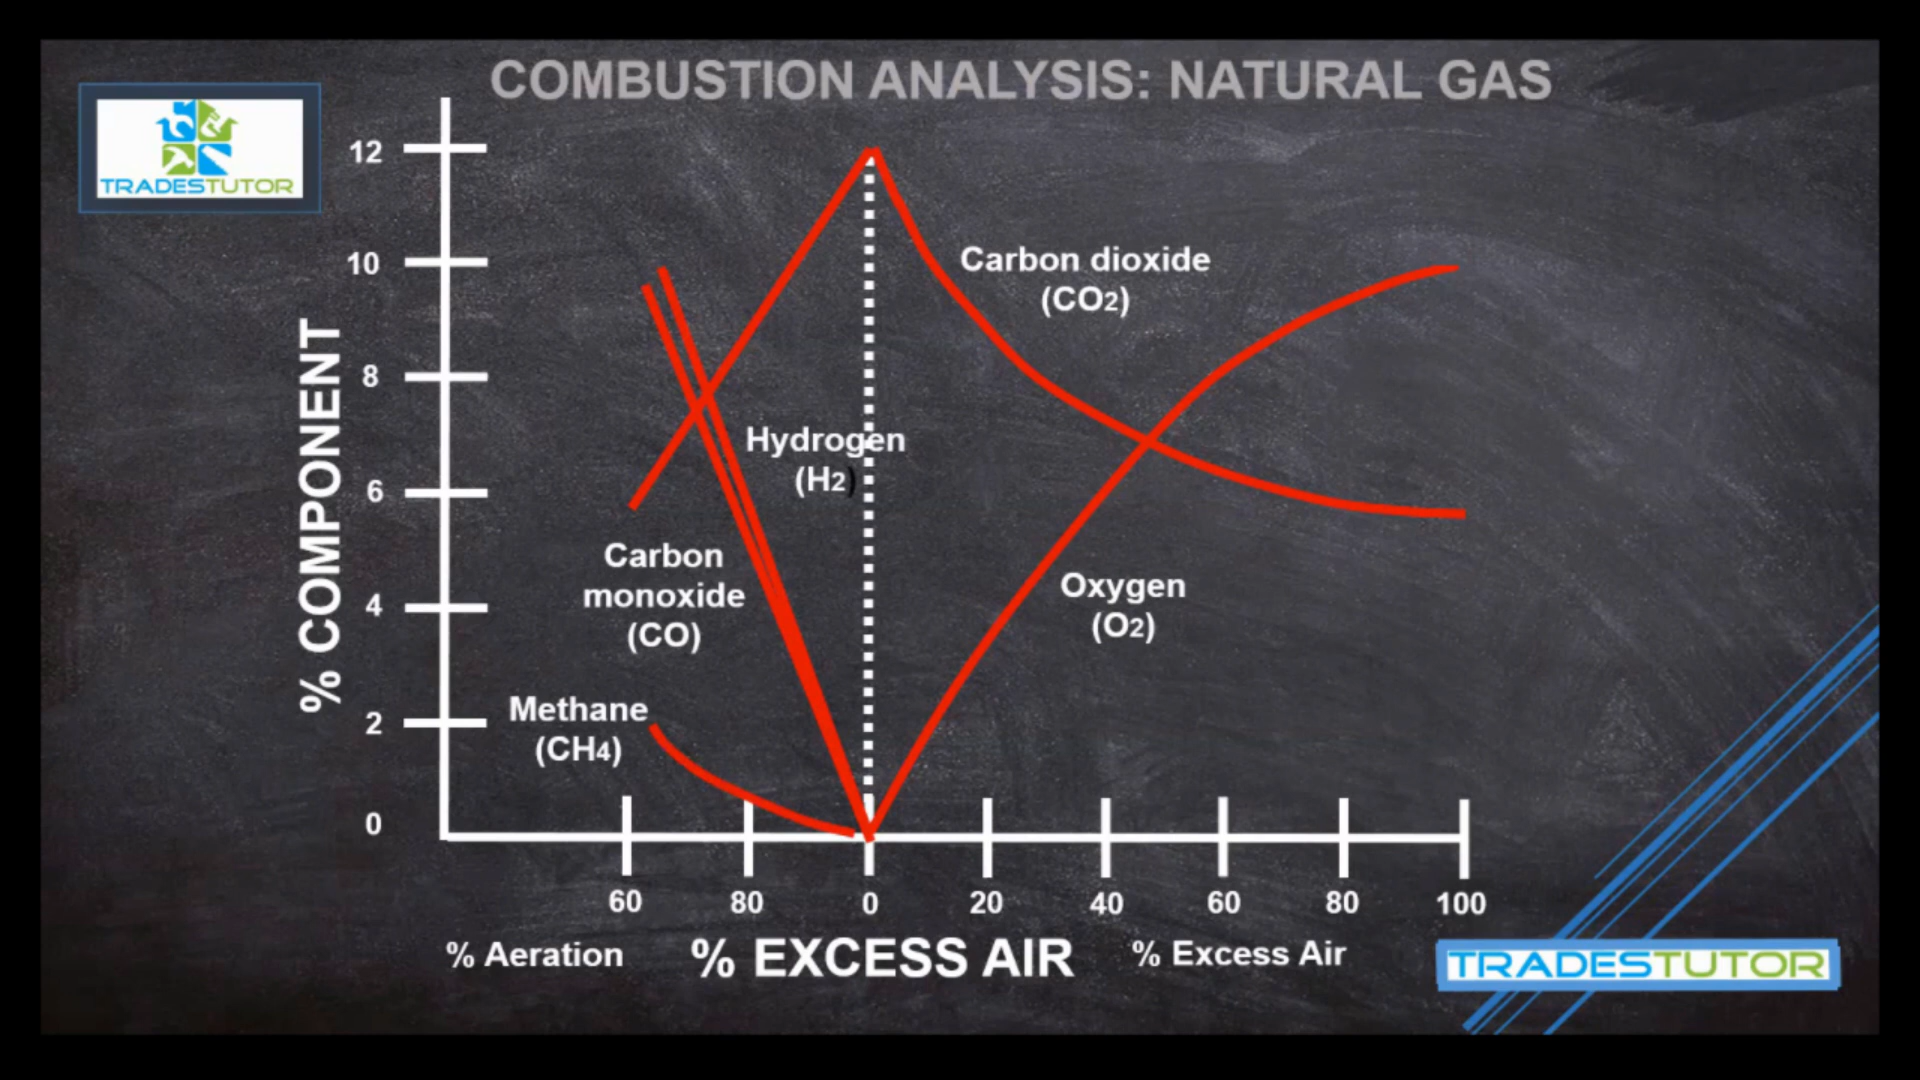 COMBUSTION ANALYSIS: NATURAL GAS
TRADESTUTOR
12
10
8
6
4
2
0
% COMPONENT
Carbon dioxide
(CO2)
Hydrogen
(H2)
Carbon
monoxide
(CO)
Oxygen
(O2)
Methane
(CH4)
60 80 0 20 40 60 80 100
% Aeration % EXCESS AIR % Excess Air
TRADESTUTOR